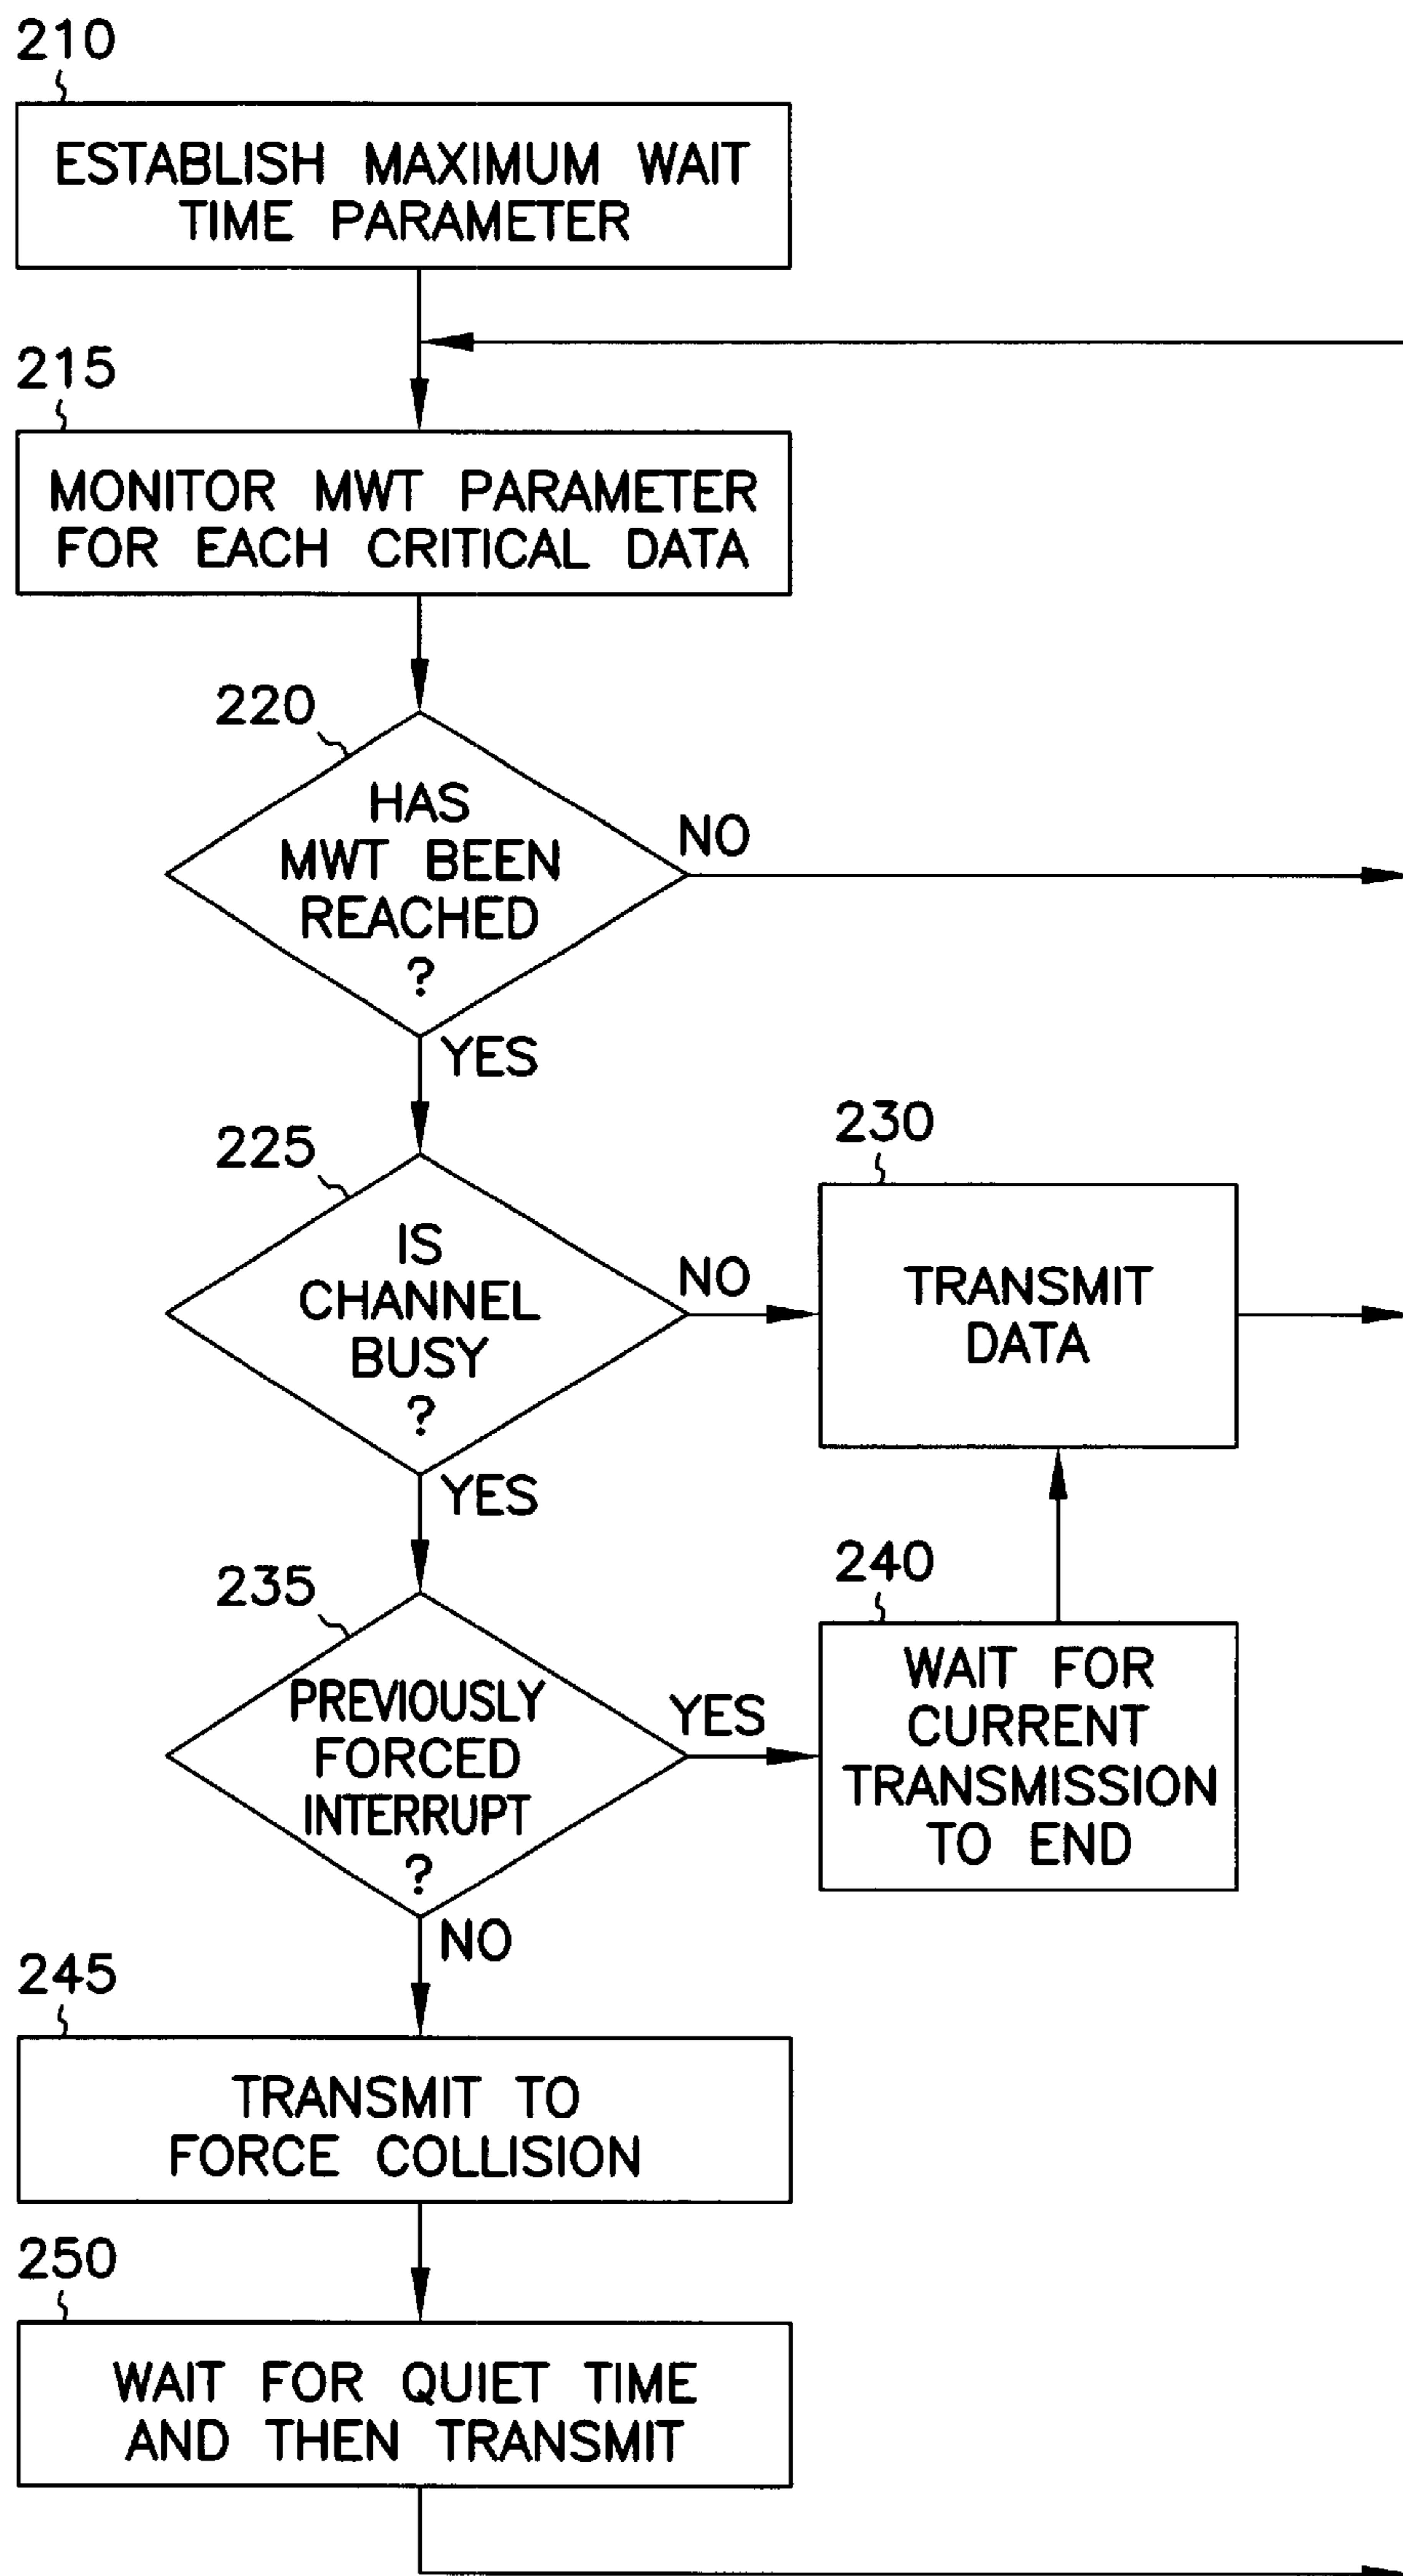 210
ESTABLISH MAXIMUM WAIT
TIME PARAMETER
215
MONITOR MWT PARAMETER
FOR EACH CRITICAL DATA
220
HAS
MWT BEEN
REACHED
?
NO
YES
225
IS
CHANNEL
BUSY
?
NO
230
TRANSMIT
DATA
YES
235
PREVIOUSLY
FORCED
INTERRUPT
?
YES
240
WAIT FOR
CURRENT
TRANSMISSION
TO END
NO
245
TRANSMIT TO
FORCE COLLISION
250
WAIT FOR QUIET TIME
AND THEN TRANSMIT